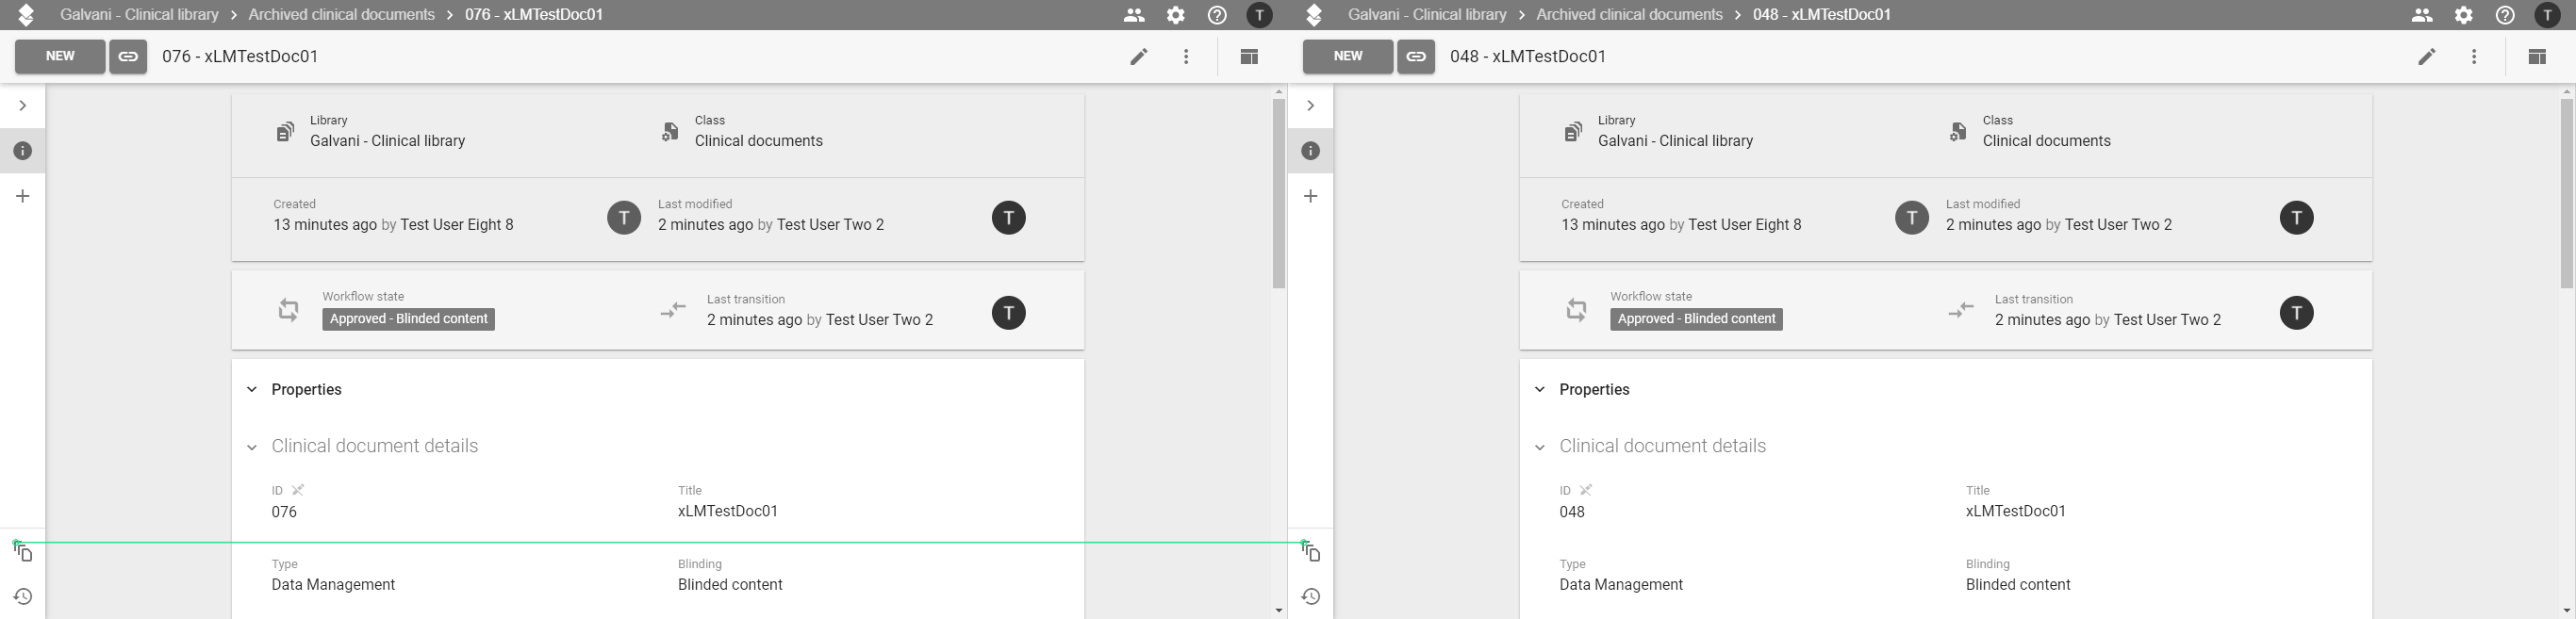 Galvani - Clinical library > Archived clinical documents > 076 - xLMTestDoc01
T
NEW
076 - xLMTestDoc01
Library
Galvani - Clinical library
Class
Clinical documents
Created
13 minutes ago by Test User Eight 8
T
Last modified
2 minutes ago by Test User Two 2
T
Workflow state
Approved - Blinded content
Last transition
2 minutes ago by Test User Two 2
T
Properties
Clinical document details
ID
076
Title
xLMTestDoc01
Type
Data Management
Blinding
Blinded content
Galvani - Clinical library > Archived clinical documents > 048 - xLMTestDoc01
T
NEW
048 - xLMTestDoc01
Library
Galvani - Clinical library
Class
Clinical documents
Created
13 minutes ago by Test User Eight 8
T
Last modified
2 minutes ago by Test User Two 2
T
Workflow state
Approved - Blinded content
Last transition
2 minutes ago by Test User Two 2
T
Properties
Clinical document details
ID
048
Title
xLMTestDoc01
Type
Data Management
Blinding
Blinded content